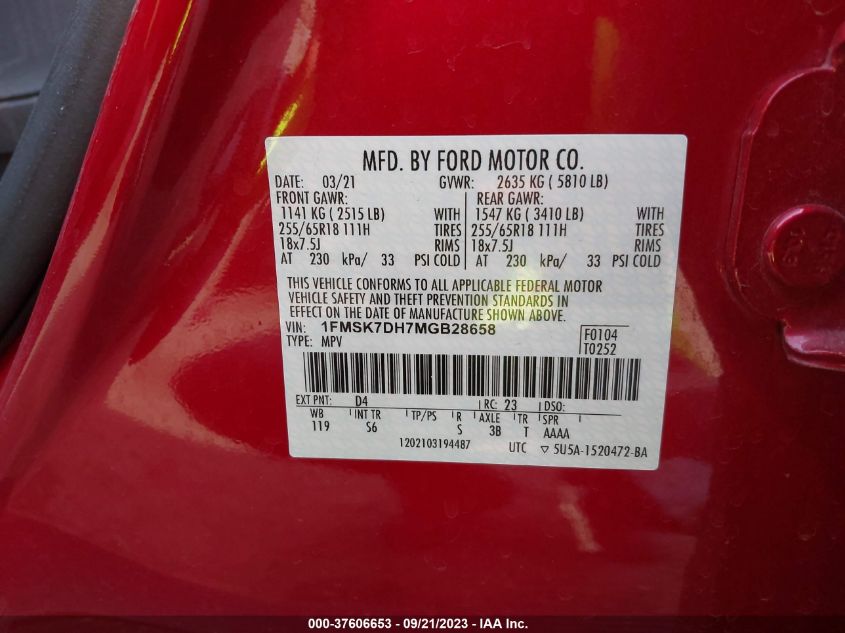 MFD. BY FORD MOTOR CO.
DATE: 03/21 GVWR: 2635 KG ( 5810 LB)
FRONT GAWR: REAR GAWR:
1141 KG ( 2515 LB) WITH 1547 KG ( 3410 LB) WITH
255/65R18 111H TIRES 255/65R18 111H TIRES
18x7.5J RIMS 18x7.5J RIMS
AT 230 kPa/ 33 PSI COLD AT 230 kPa/ 33 PSI COLD
THIS VEHICLE CONFORMS TO ALL APPLICABLE FEDERAL MOTOR
VEHICLE SAFETY AND THEFT PREVENTION STANDARDS IN
EFFECT ON THE DATE OF MANUFACTURE SHOWN ABOVE.
VIN: 1FMSK7DH7MGB28658 F0104
TYPE: MPV T0252
EXT PNT: D4 RC: 23 DSO:
WB INT TR TP/PS R AXLE TR SPR
119 S6 S 3B T AAAA
1202103194487 UTC ▽ 5U5A-1520472-BA
000-37606653 - 09/21/2023 - IAA Inc.